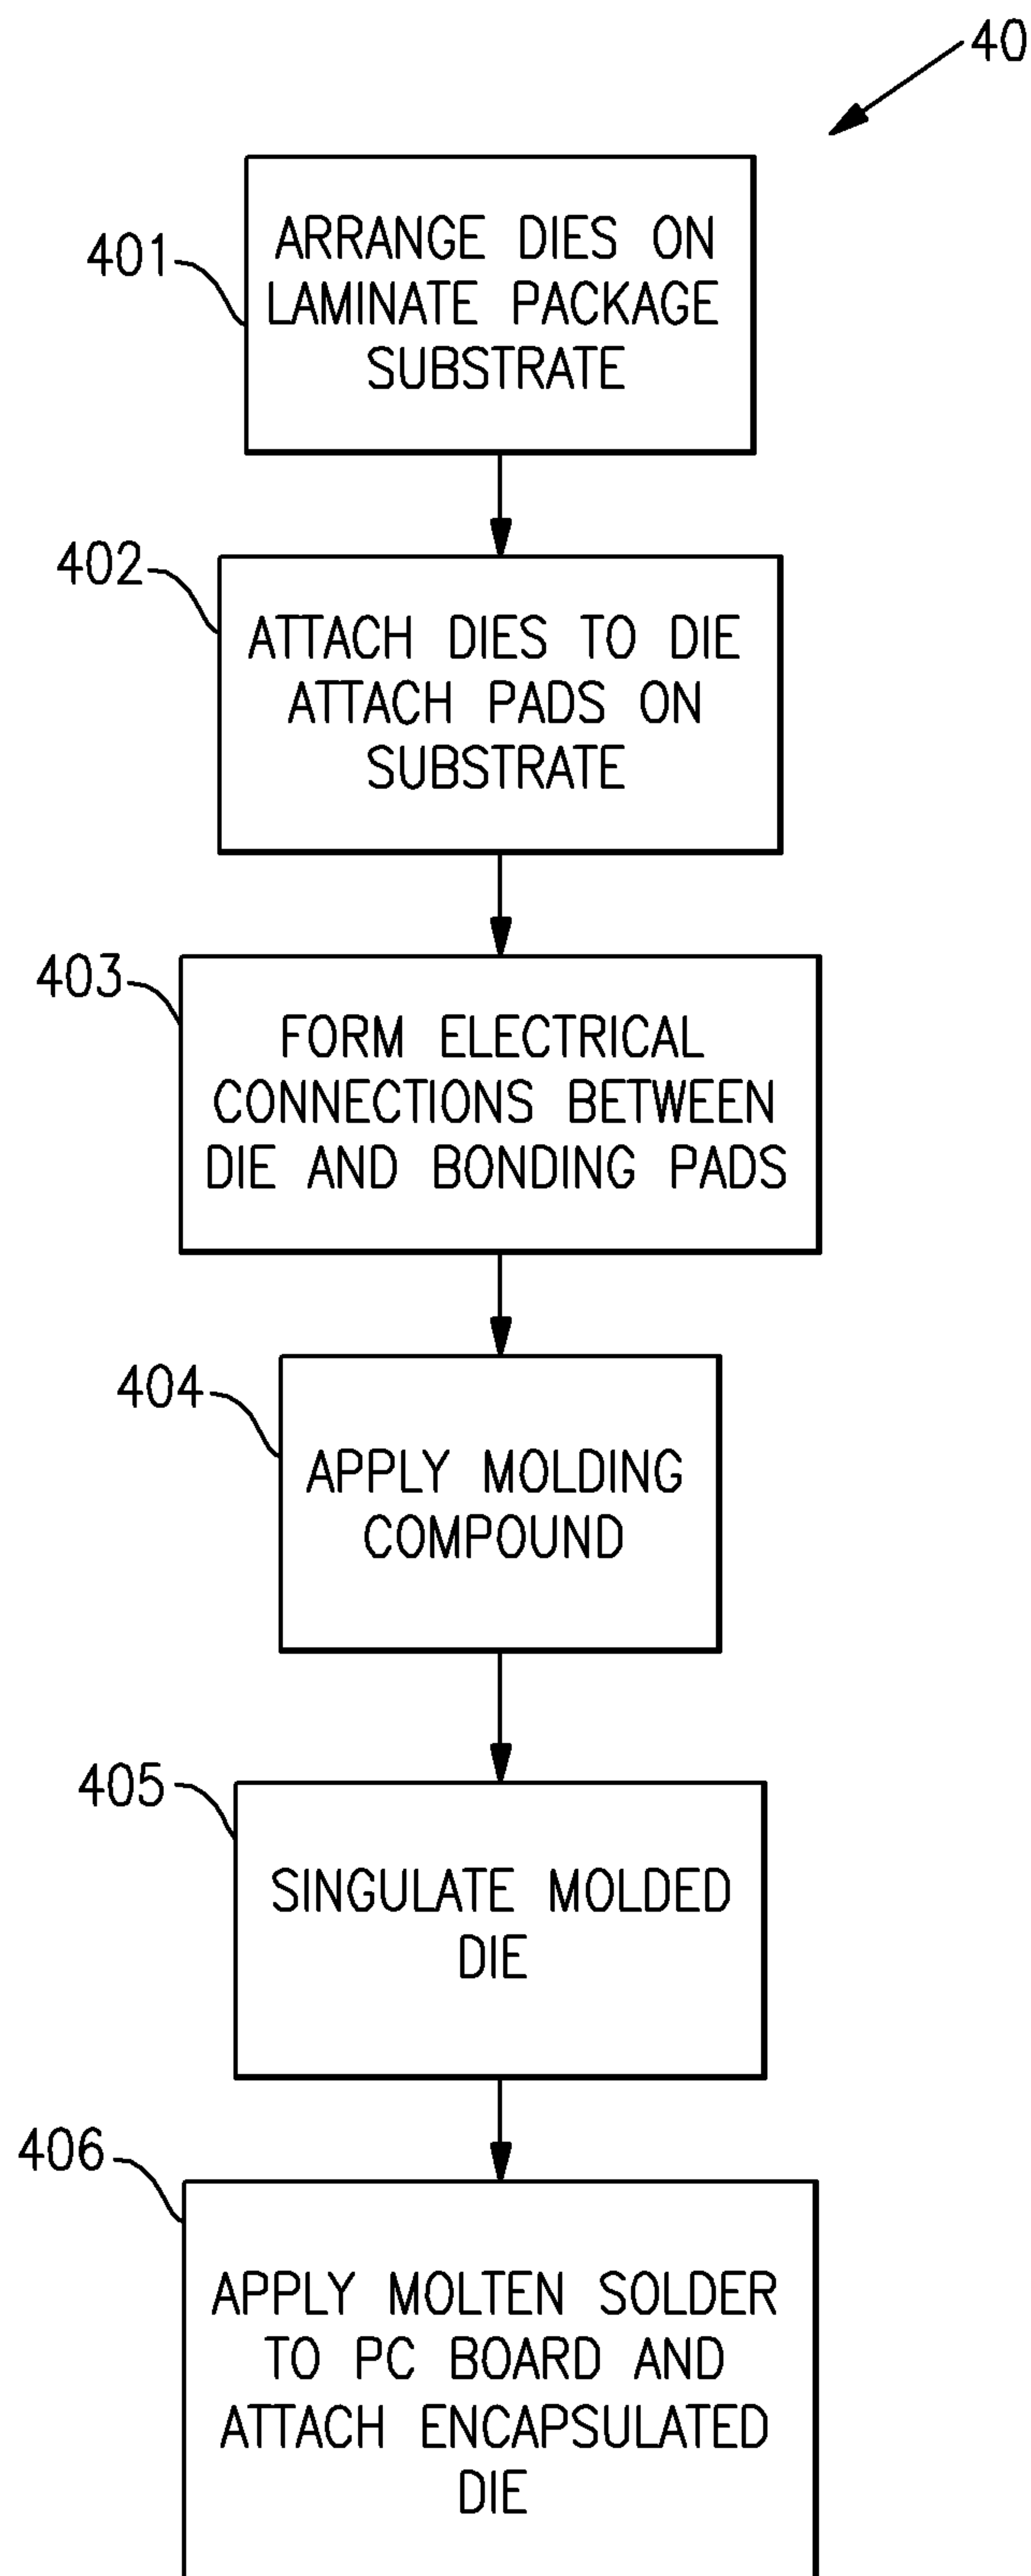 40
401
ARRANGE DIES ON
LAMINATE PACKAGE
SUBSTRATE
402
ATTACH DIES TO DIE
ATTACH PADS ON
SUBSTRATE
403
FORM ELECTRICAL
CONNECTIONS BETWEEN
DIE AND BONDING PADS
404
APPLY MOLDING
COMPOUND
405
SINGULATE MOLDED
DIE
406
APPLY MOLTEN SOLDER
TO PC BOARD AND
ATTACH ENCAPSULATED
DIE